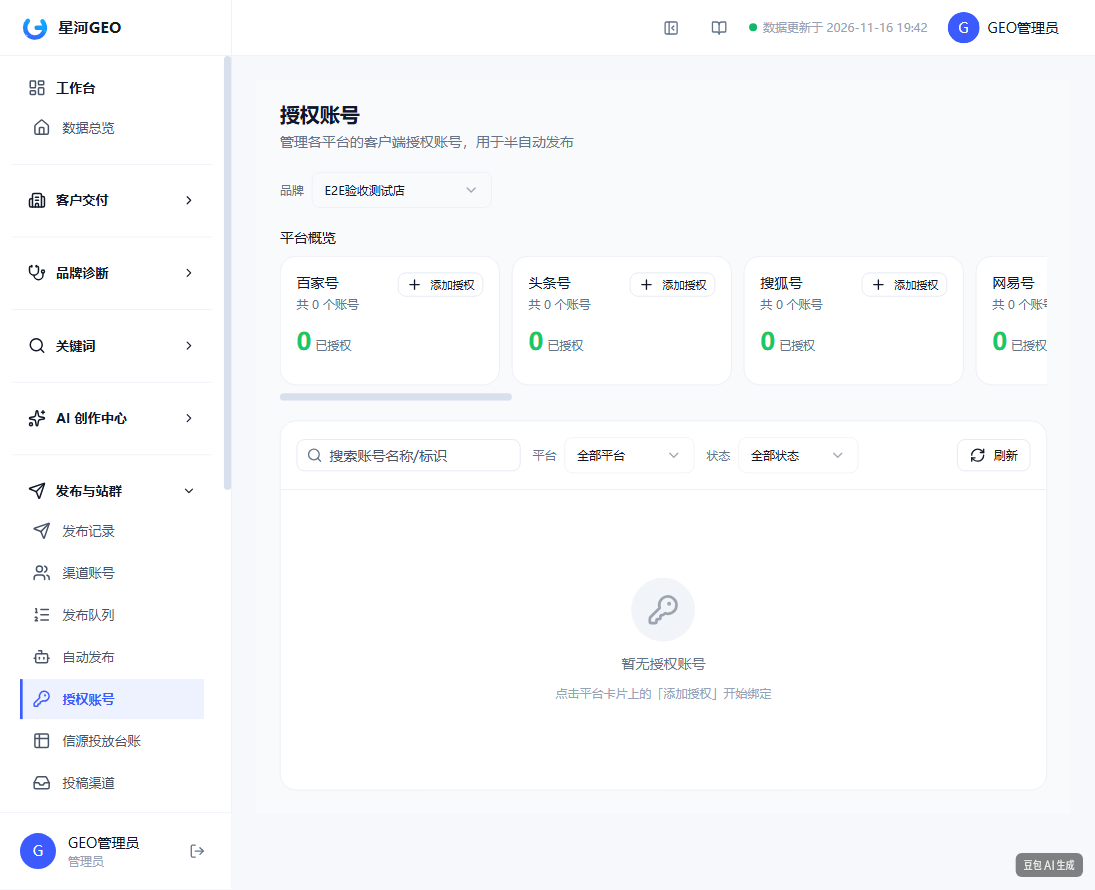 星河GEO
数据更新于 2026-11-16 19:42
G
GEO管理员
工作台
数据总览
客户交付
品牌诊断
关键词
AI 创作中心
发布与站群
发布记录
渠道账号
发布队列
自动发布
授权账号
信源投放台账
投稿渠道
G
GEO管理员
管理员
授权账号
管理各平台的客户端授权账号，用于半自动发布
品牌
E2E验收测试店
平台概览
百家号
添加授权
共 0 个账号
0 已授权
头条号
添加授权
共 0 个账号
0 已授权
搜狐号
添加授权
共 0 个账号
0 已授权
网易号
共 0 个账号
0 已授权
搜索账号名称/标识
平台
全部平台
状态
全部状态
刷新
暂无授权账号
点击平台卡片上的「添加授权」开始绑定
豆包 AI 生成